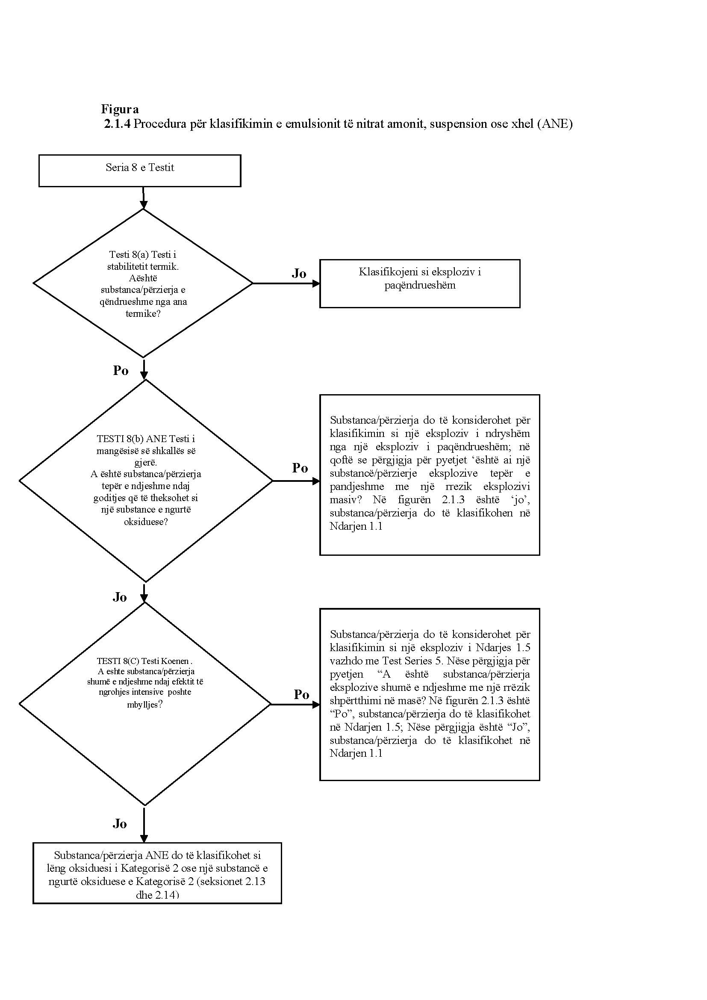 Figura
2.1.4 Procedura për klasifikimin e emulsionit të nitrat amonit, suspension ose xhel (ANE)
Seria 8 e Testit
Testi 8(a) Testi i
stabilitetit termik.
Aështë
substanca/përzierja e
qëndrueshme nga ana
termike?
Jo
Klasifikojeni si eksploziv i
paqëndrueshëm
Po
TESTI 8(b) ANE Testi i
mangësisë së shkallës së
gjerë.
A është substanca/përzierja
tepër e ndjeshme ndaj
goditjes që të theksohet si
një substance e ngurtë
oksiduese?
Po
Substanca/përzierja do të konsiderohet për
klasifikimin si një eksploziv i ndryshëm
nga një eksploziv i paqëndrueshëm; në
qoftë se përgjigja për pyetjet ‘është ai një
substancë/përzierje eksplozive tepër e
pandjeshme me një rrezik eksplozivi
masiv? Në figurën 2.1.3 është ‘jo’,
substanca/përzierja do të klasifikohen në
Ndarjen 1.1
Jo
TESTI 8(C) Testi Koenen .
A eshte substanca/përzierja
shumë e ndjeshme ndaj efektit të
ngrohjes intensive poshte
mbylljes?
Po
Substanca/përzierja do të konsiderohet për
klasifikimin si një eksploziv i Ndarjes 1.5
vazhdo me Test Series 5. Nëse përgjigja për
pyetjen “A është substanca/përzierja
eksplozive shumë e ndjeshme me një rrëzik
shpërtthimi në masë? Në figurën 2.1.3 është
“Po”, substanca/përzierja do të klasifikohet
në Ndarjen 1.5; Nëse përgjigja është “Jo”,
substanca/përzierja do të klasifikohet në
Ndarjen 1.1
Jo
Substanca/përzierja ANE do të klasifikohet si
lëng oksiduesi i Kategorisë 2 ose një substancë e
ngurtë oksiduese e Kategorisë 2 (seksionet 2.13
dhe 2.14)